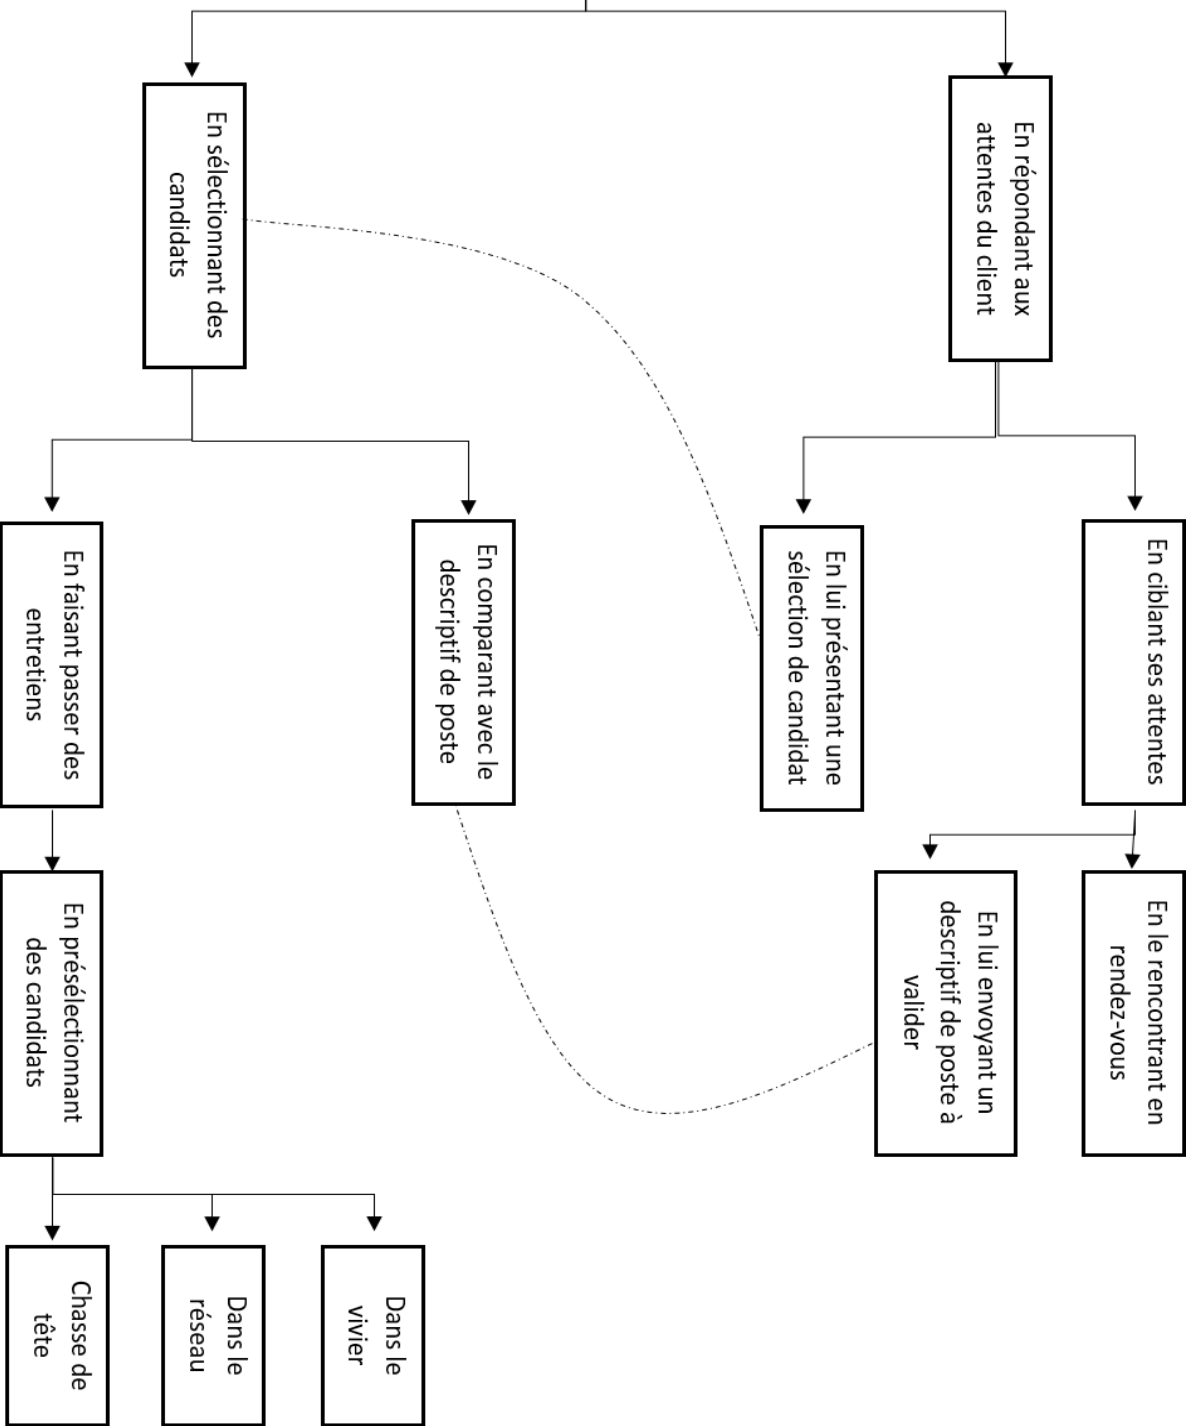 En répondant aux
attentes du client
En ciblant ses attentes
En le rencontrant en
rendez-vous
En lui envoyant un
descriptif de poste à
valider
En lui présentant une
sélection de candidat
En sélectionnant des
candidats
En comparant avec le
descriptif de poste
En faisant passer des
entretiens
En présélectionnant
des candidats
Dans le
vivier
Dans le
réseau
Chasse de
tête